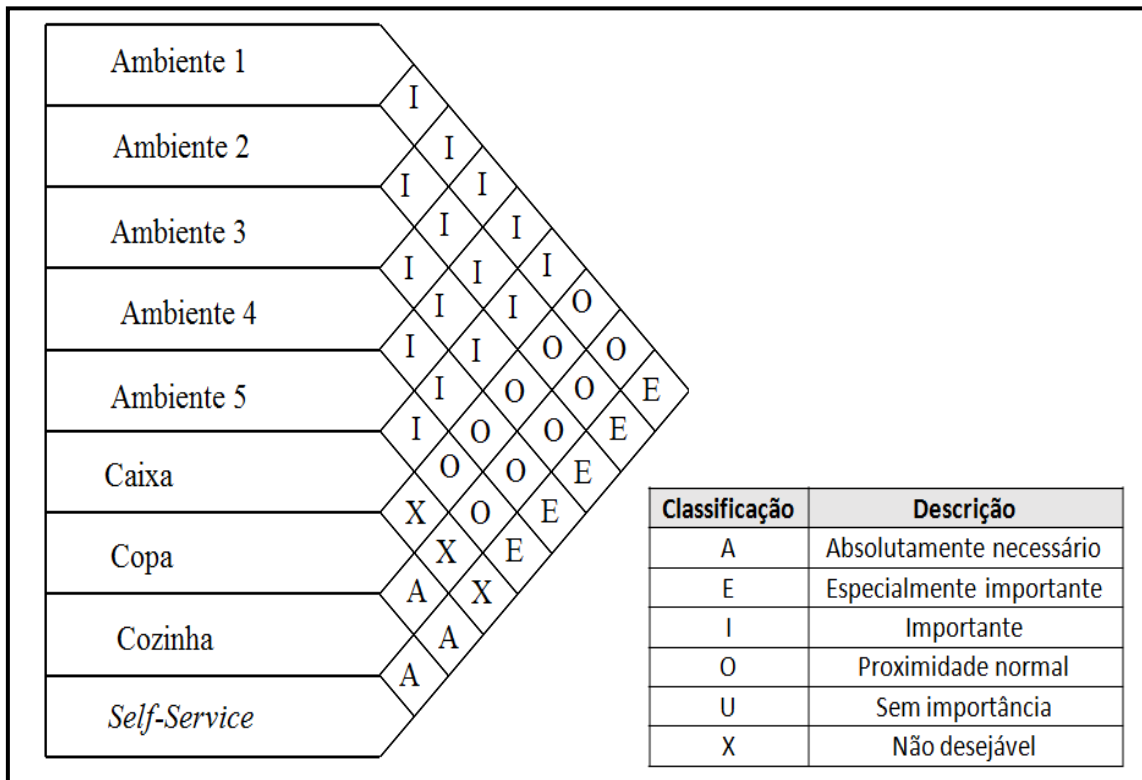 Ambiente 1
I
Ambiente 2 I
I I
Ambiente 3 I I
I I I
Ambiente 4 I I O
I I O O
Ambiente 5 I O O E
I O O E
Caixa O O E
X O E
Copa X E
A X
Cozinha A
A
Self-Service
Classificação Descrição
A Absolutamente necessário
E Especialmente importante
I Importante
O Proximidade normal
U Sem importância
X Não desejável